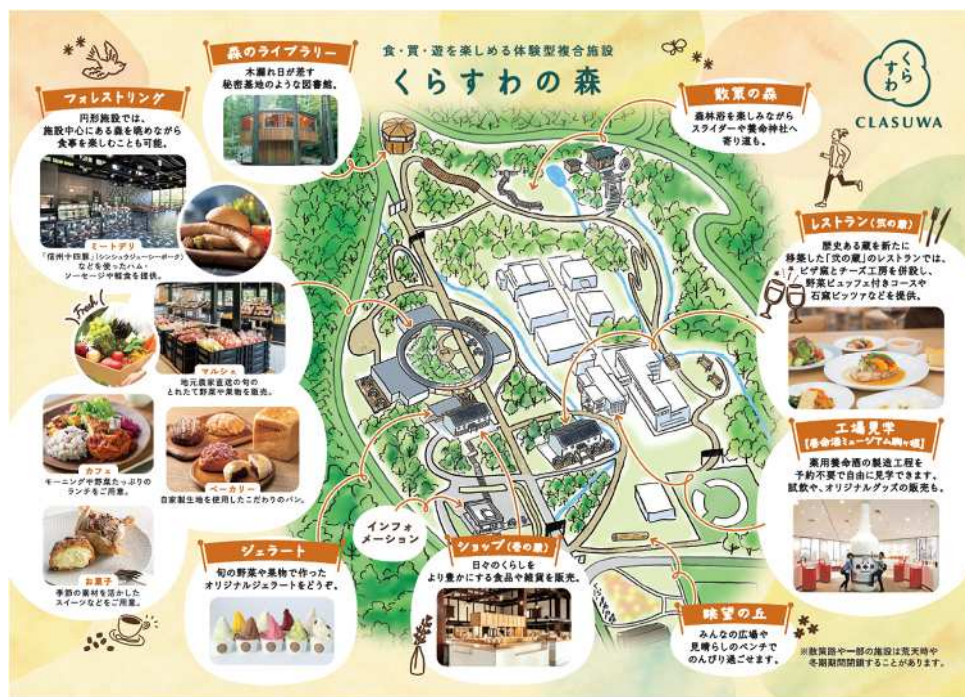 食・買・遊を楽しめる体験型複合施設
くらすわの森
くらすわ
CLASUWA
森のライブラリー
木漏れ日が差す
秘密基地のような図書館。
フォレストリング
円形施設では、
施設中心にある森を眺めながら
食事を楽しむことも可能。
ミートデリ
「信州十四豚」(シンシュウジューシーポーク)
などを使ったハム・
ソーセージや軽食を提供。
Fresh!
マルシェ
地元農家直送の旬の
とれたて野菜や果物を販売。
カフェ
モーニングや野菜たっぷりの
ランチをご用意。
ベーカリー
自家製生地を使用したこだわりのパン。
お菓子
季節の素材を活かした
スイーツなどをご用意。
ジェラート
旬の野菜や果物で作った
オリジナルジェラートをどうぞ。
インフォ
メーション
ショップ(壱の蔵)
日々のくらしを
より豊かにする食品や雑貨を販売。
散策の森
森林浴を楽しみながら
スライダーや養命神社へ
寄り道も。
レストラン(弐の蔵)
歴史ある蔵を新たに
移築した「弐の蔵」のレストランでは、
ピザ窯とチーズ工房を併設し、
野菜ビュッフェ付きコースや
石窯ピッツァなどを提供。
工場見学
【養命酒ミュージアム駒ヶ根】
薬用養命酒の製造工程を
予約不要で自由に見学できます。
試飲や、オリジナルグッズの販売も。
眺望の丘
みんなの広場や
見晴らしのベンチで
のんびり過ごせます。
※散策路や一部の施設は荒天時や
冬期期間閉鎖することがあります。